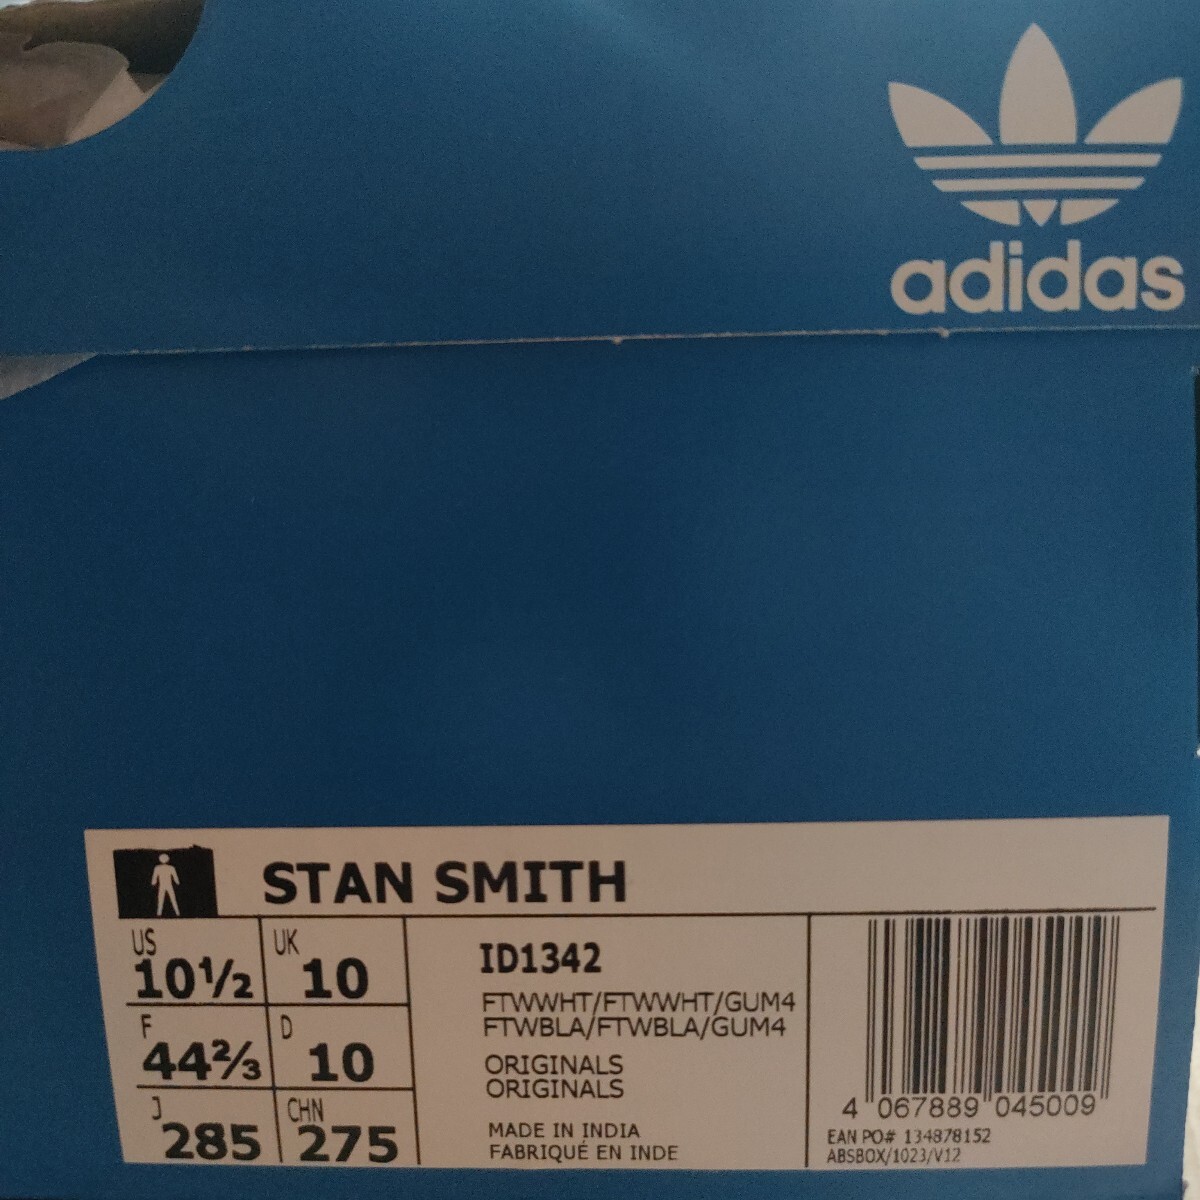 adidas
STAN SMITH
US 10½ UK 10
F 44⅔ D 10
J 285 CHN 275
ID1342
FTWWHT/FTWWHT/GUM4
FTWBLA/FTWBLA/GUM4
ORIGINALS
ORIGINALS
MADE IN INDIA
FABRIQUÉ EN INDE
4 067889 045009
EAN PO# 134878152
ABSBOX/1023/V12